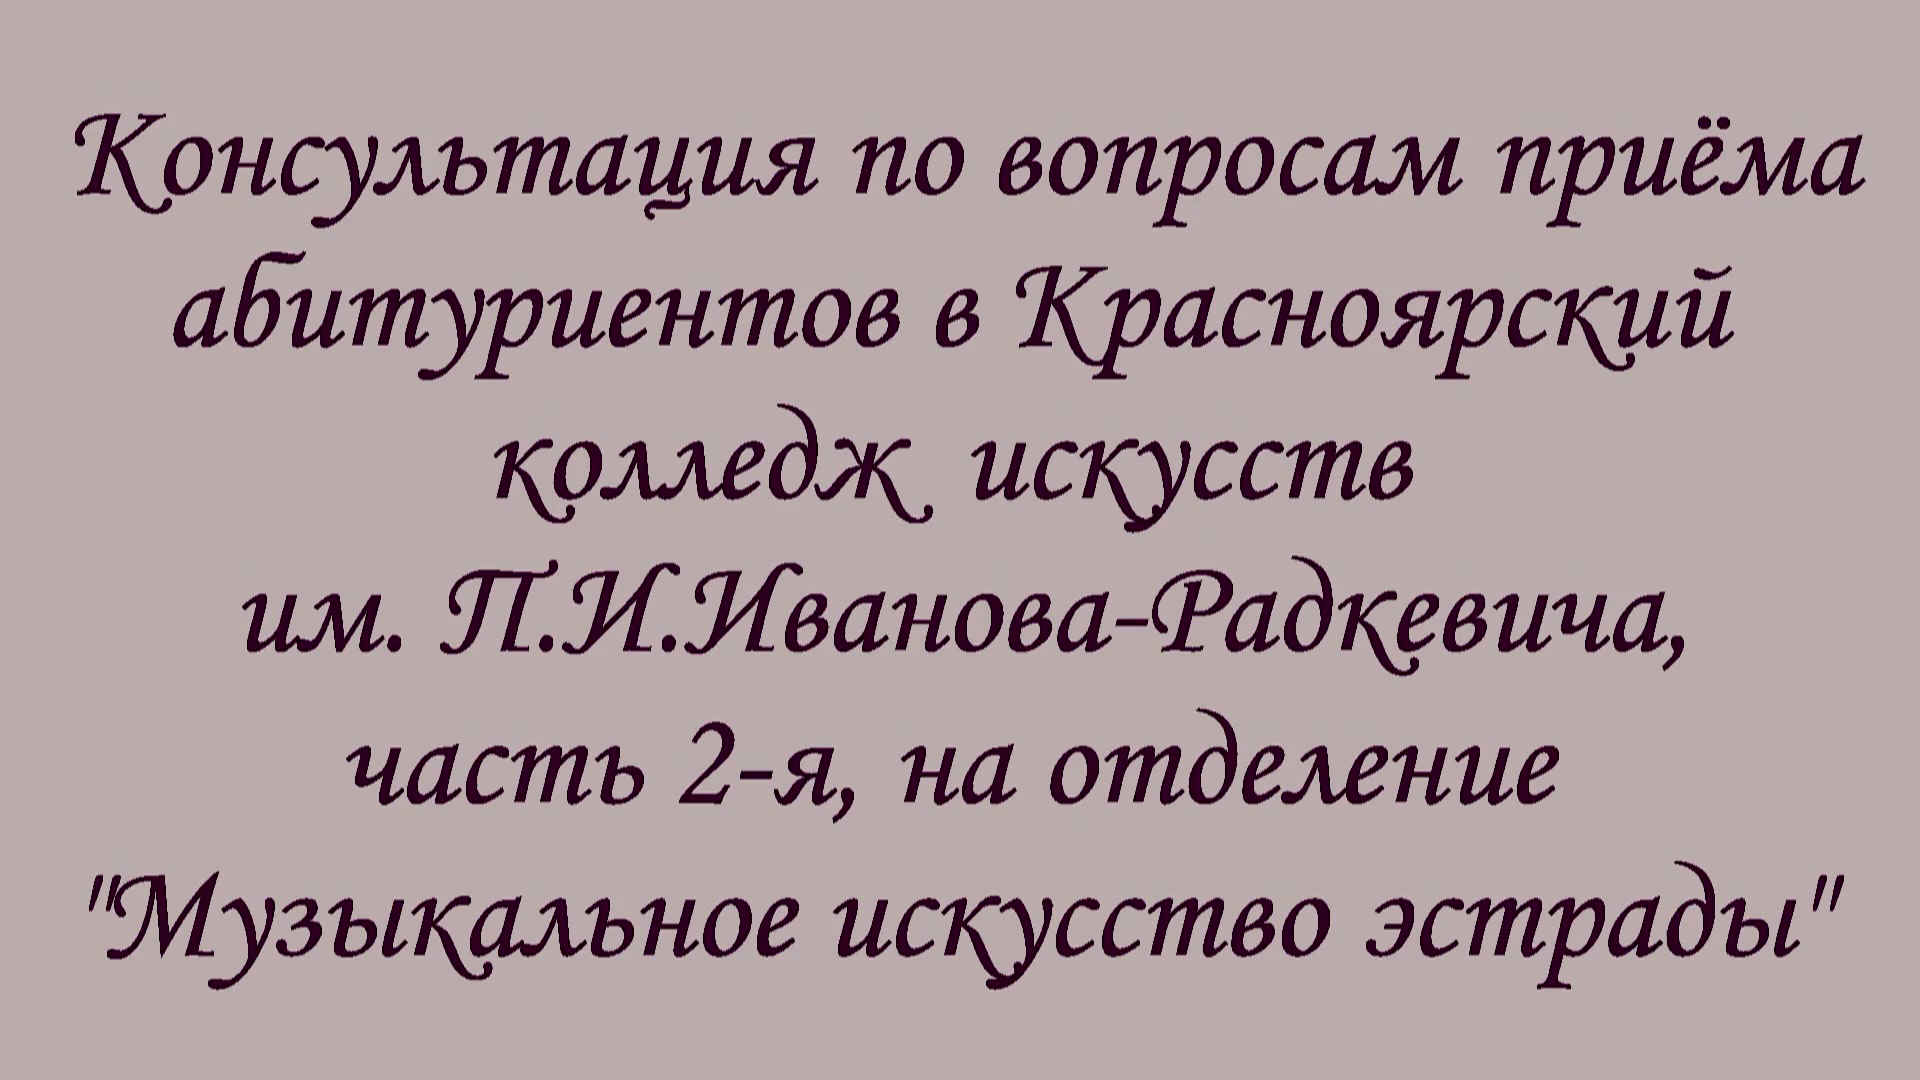 Консультация по вопросам приёма
абитуриентов в Красноярский
колледж искусств
им. П.И.Иванова-Радкевича,
часть 2-я, на отделение
"Музыкальное искусство эстрады"